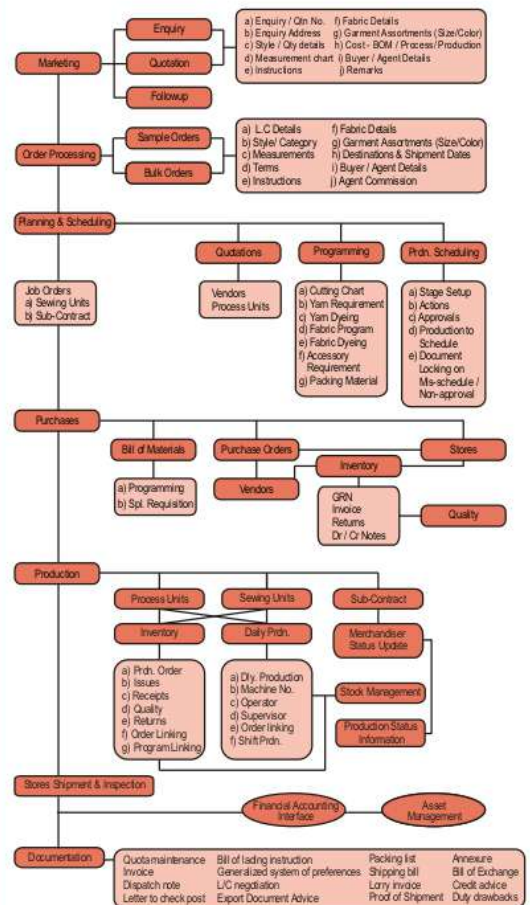 Enquiry
a) Enquiry / Qtn No. f) Fabric Details
b) Enquiry Address g) Garment Assortments (Size/Color)
c) Style / Qty details h) Cost - BOM / Process / Production
d) Measurement chart i) Buyer / Agent Details
e) Instructions j) Remarks
Marketing
Quotation
Followup
Sample Orders
a) L.C Details f) Fabric Details
b) Style/ Category g) Garment Assortments (Size/Color)
c) Measurements h) Destinations & Shipment Dates
d) Terms i) Buyer / Agent Details
e) Instructions j) Agent Commission
Order Processing
Bulk Orders
Planning & Scheduling
Quotations
Programming
Prdn. Scheduling
Job Orders
a) Sewing Units
b) Sub-Contract
Vendors
Process Units
a) Cutting Chart
b) Yarn Requirement
c) Yarn Dyeing
d) Fabric Program
e) Fabric Dyeing
f) Accessory
Requirement
g) Packing Material
a) Stage Setup
b) Actions
c) Approvals
d) Production to
Schedule
e) Document
Locking on
Mis-schedule /
Non-approval
Purchases
Bill of Materials
Purchase Orders
Stores
Inventory
a) Programming
b) Spl. Requisition
Vendors
GRN
Invoice
Returns
Dr / Cr Notes
Quality
Production
Process Units
Sewing Units
Sub-Contract
Inventory
Daily Prdn.
Merchandiser
Status Update
a) Prdn. Order
b) Issues
c) Receipts
d) Quality
e) Returns
f) Order Linking
g) Program Linking
a) Dly. Production
b) Machine No.
c) Operator
d) Supervisor
e) Order linking
f) Shift Prdn.
Stock Management
Production Status
Information
Stores Shipment & Inspection
Financial Accounting
Interface
Asset
Management
Documentation
Quota maintenance Bill of lading instruction Packing list Annexure
Invoice Generalized system of preferences Shipping bill Bill of Exchange
Dispatch note L/C negotiation Lorry invoice Credit advice
Letter to check post Export Document Advice Proof of Shipment Duty drawbacks